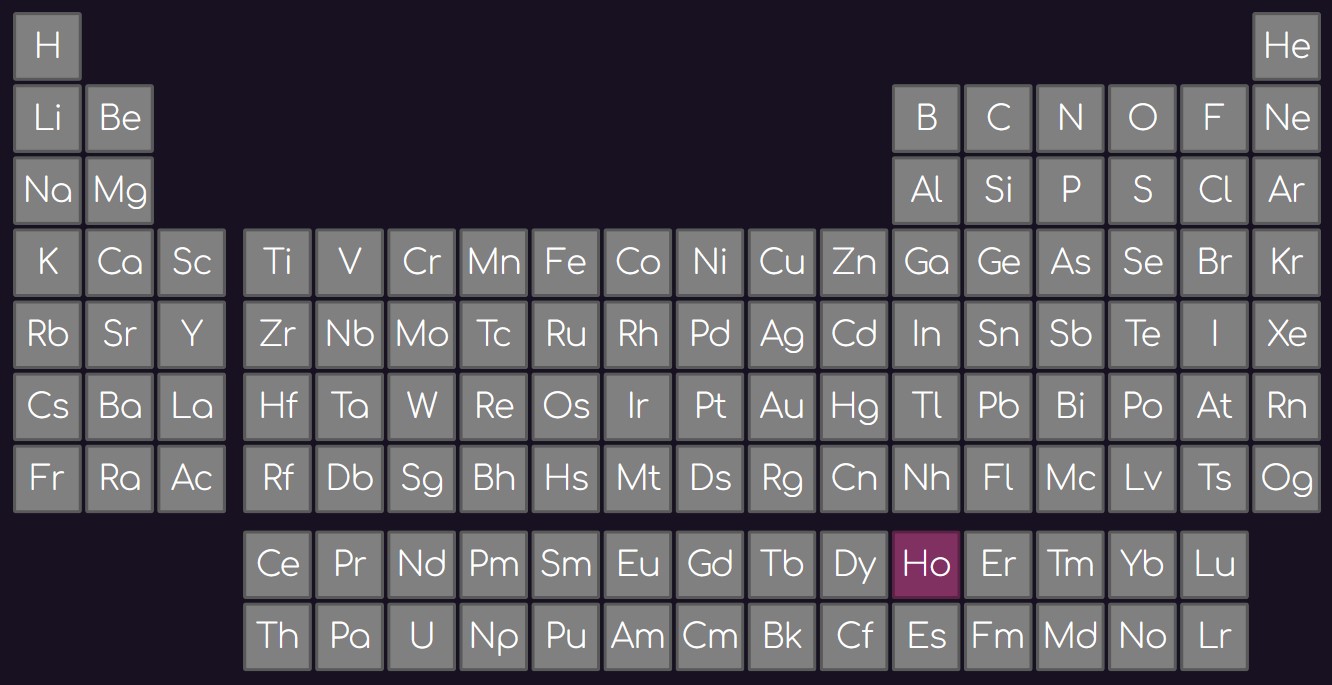 H He
Li Be B C N O F Ne
Na Mg Al Si P S Cl Ar
K Ca Sc Ti V Cr Mn Fe Co Ni Cu Zn Ga Ge As Se Br Kr
Rb Sr Y Zr Nb Mo Tc Ru Rh Pd Ag Cd In Sn Sb Te I Xe
Cs Ba La Hf Ta W Re Os Ir Pt Au Hg Tl Pb Bi Po At Rn
Fr Ra Ac Rf Db Sg Bh Hs Mt Ds Rg Cn Nh Fl Mc Lv Ts Og
Ce Pr Nd Pm Sm Eu Gd Tb Dy Ho Er Tm Yb Lu
Th Pa U Np Pu Am Cm Bk Cf Es Fm Md No Lr